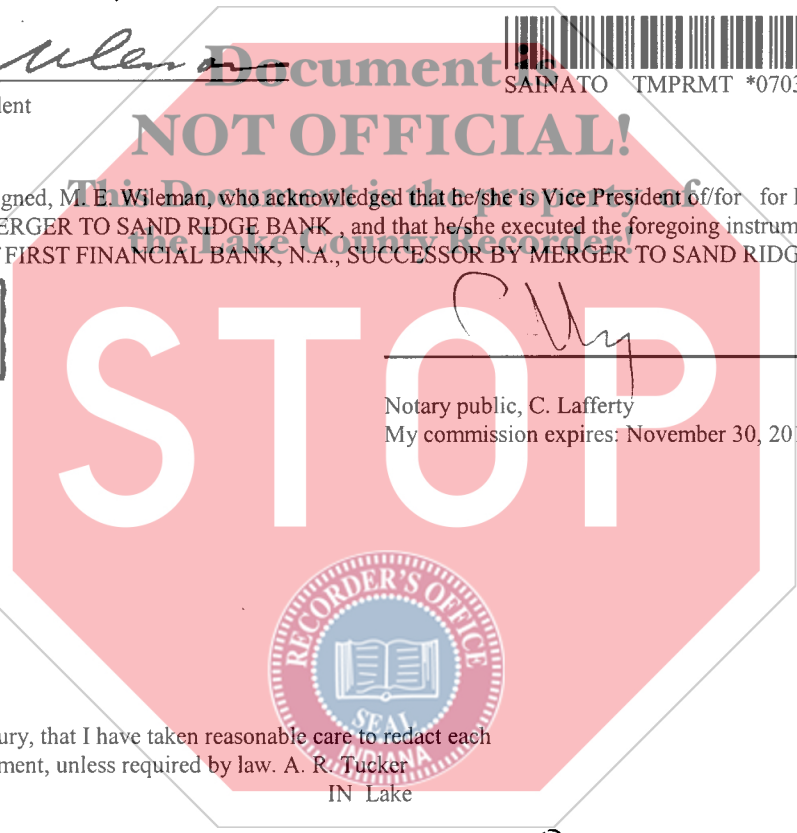 Document is
SAINATO TMPRMT *0703
lent
NOT OFFICIAL!
gned, M. E. Wileman, who acknowledged that he/she is Vice President of/for for
This Document is the property of
ERGER TO SAND RIDGE BANK , and that he/she executed the foregoing instrum
the Lake County Recorder!
FIRST FINANCIAL BANK, N.A., SUCCESSOR BY MERGER TO SAND RIDG
STOP
Notary public, C. Lafferty
My commission expires: November 30, 20
RECORDER'S OFFICE
SEAL
INDIANA
ury, that I have taken reasonable care to redact each
ment, unless required by law. A. R. Tucker
IN Lake